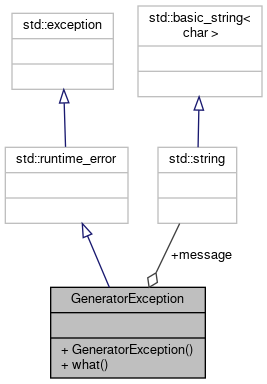 std::exception
std::basic_string<
char >
std::runtime_error
std::string
+message
GeneratorException
+ GeneratorException()
+ what()